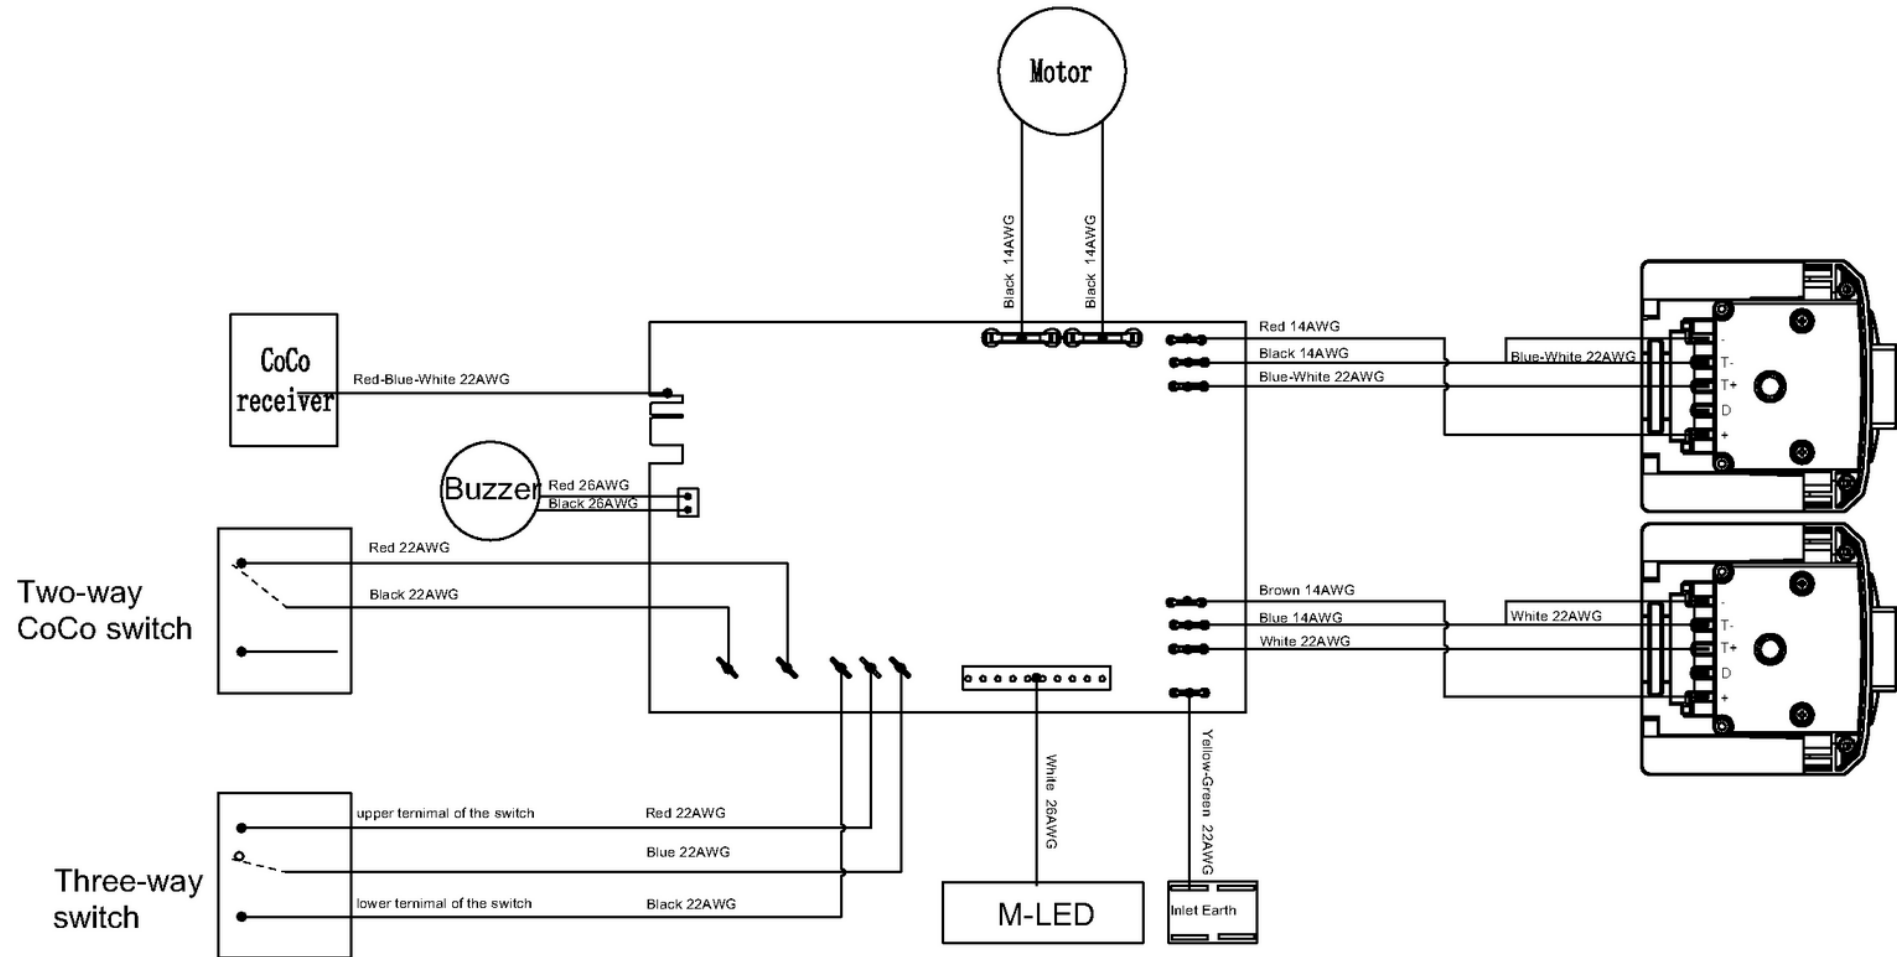 Motor
Black 14AWG
Black 14AWG
CoCo
receiver
Red-Blue-White 22AWG
Buzzer
Red 26AWG
Black 26AWG
Two-way
CoCo switch
Red 22AWG
Black 22AWG
Three-way
switch
upper ternimal of the switch
Red 22AWG
Blue 22AWG
lower ternimal of the switch
Black 22AWG
White 26AWG
M-LED
Yellow-Green 22AWG
Inlet Earth
Red 14AWG
Black 14AWG
Blue-White 22AWG
Blue-White 22AWG
-
T-
T+
D
+
Brown 14AWG
Blue 14AWG
White 22AWG
White 22AWG
-
T-
T+
D
+